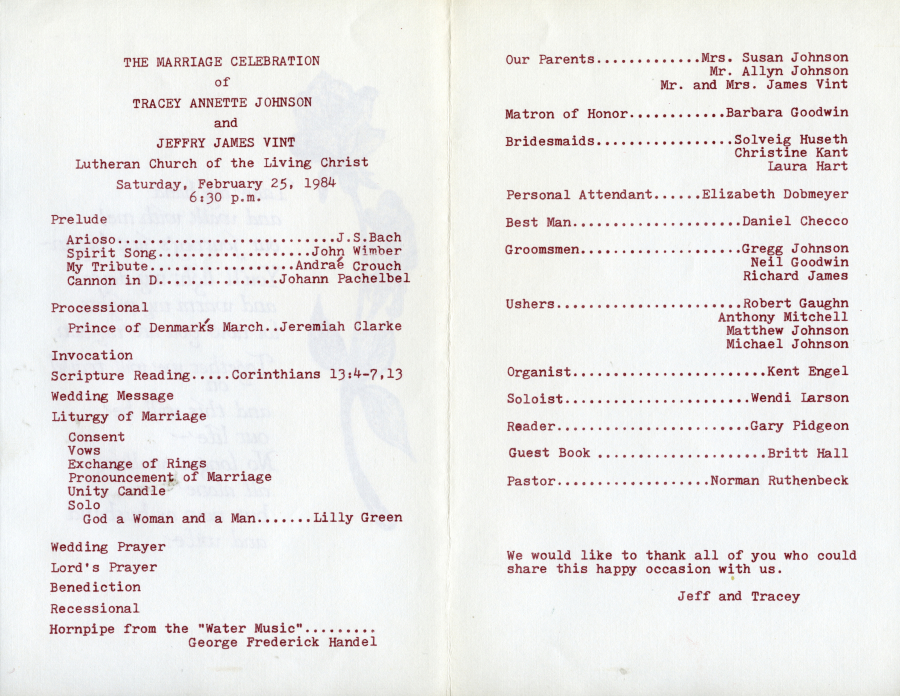 THE MARRIAGE CELEBRATION
of
TRACEY ANNETTE JOHNSON
and
JEFFRY JAMES VINT
Lutheran Church of the Living Christ
Saturday, February 25, 1984
6:30 p.m.
Prelude
Arioso...........................J.S.Bach
Spirit Song...................John Wimber
My Tribute..................Andraé Crouch
Cannon in D...............Johann Pachelbel
Processional
Prince of Denmark's March..Jeremiah Clarke
Invocation
Scripture Reading.....Corinthians 13:4-7,13
Wedding Message
Liturgy of Marriage
Consent
Vows
Exchange of Rings
Pronouncement of Marriage
Unity Candle
Solo
God a Woman and a Man.......Lilly Green
Wedding Prayer
Lord's Prayer
Benediction
Recessional
Hornpipe from the "Water Music".........
George Frederick Handel
Our Parents.............Mrs. Susan Johnson
Mr. Allyn Johnson
Mr. and Mrs. James Vint
Matron of Honor............Barbara Goodwin
Bridesmaids.................Solveig Huseth
Christine Kant
Laura Hart
Personal Attendant......Elizabeth Dobmeyer
Best Man.....................Daniel Checco
Groomsmen....................Gregg Johnson
Neil Goodwin
Richard James
Ushers.......................Robert Gaughn
Anthony Mitchell
Matthew Johnson
Michael Johnson
Organist........................Kent Engel
Soloist.......................Wendi Larson
Reader........................Gary Pidgeon
Guest Book .....................Britt Hall
Pastor...................Norman Ruthenbeck
We would like to thank all of you who could
share this happy occasion with us.
Jeff and Tracey